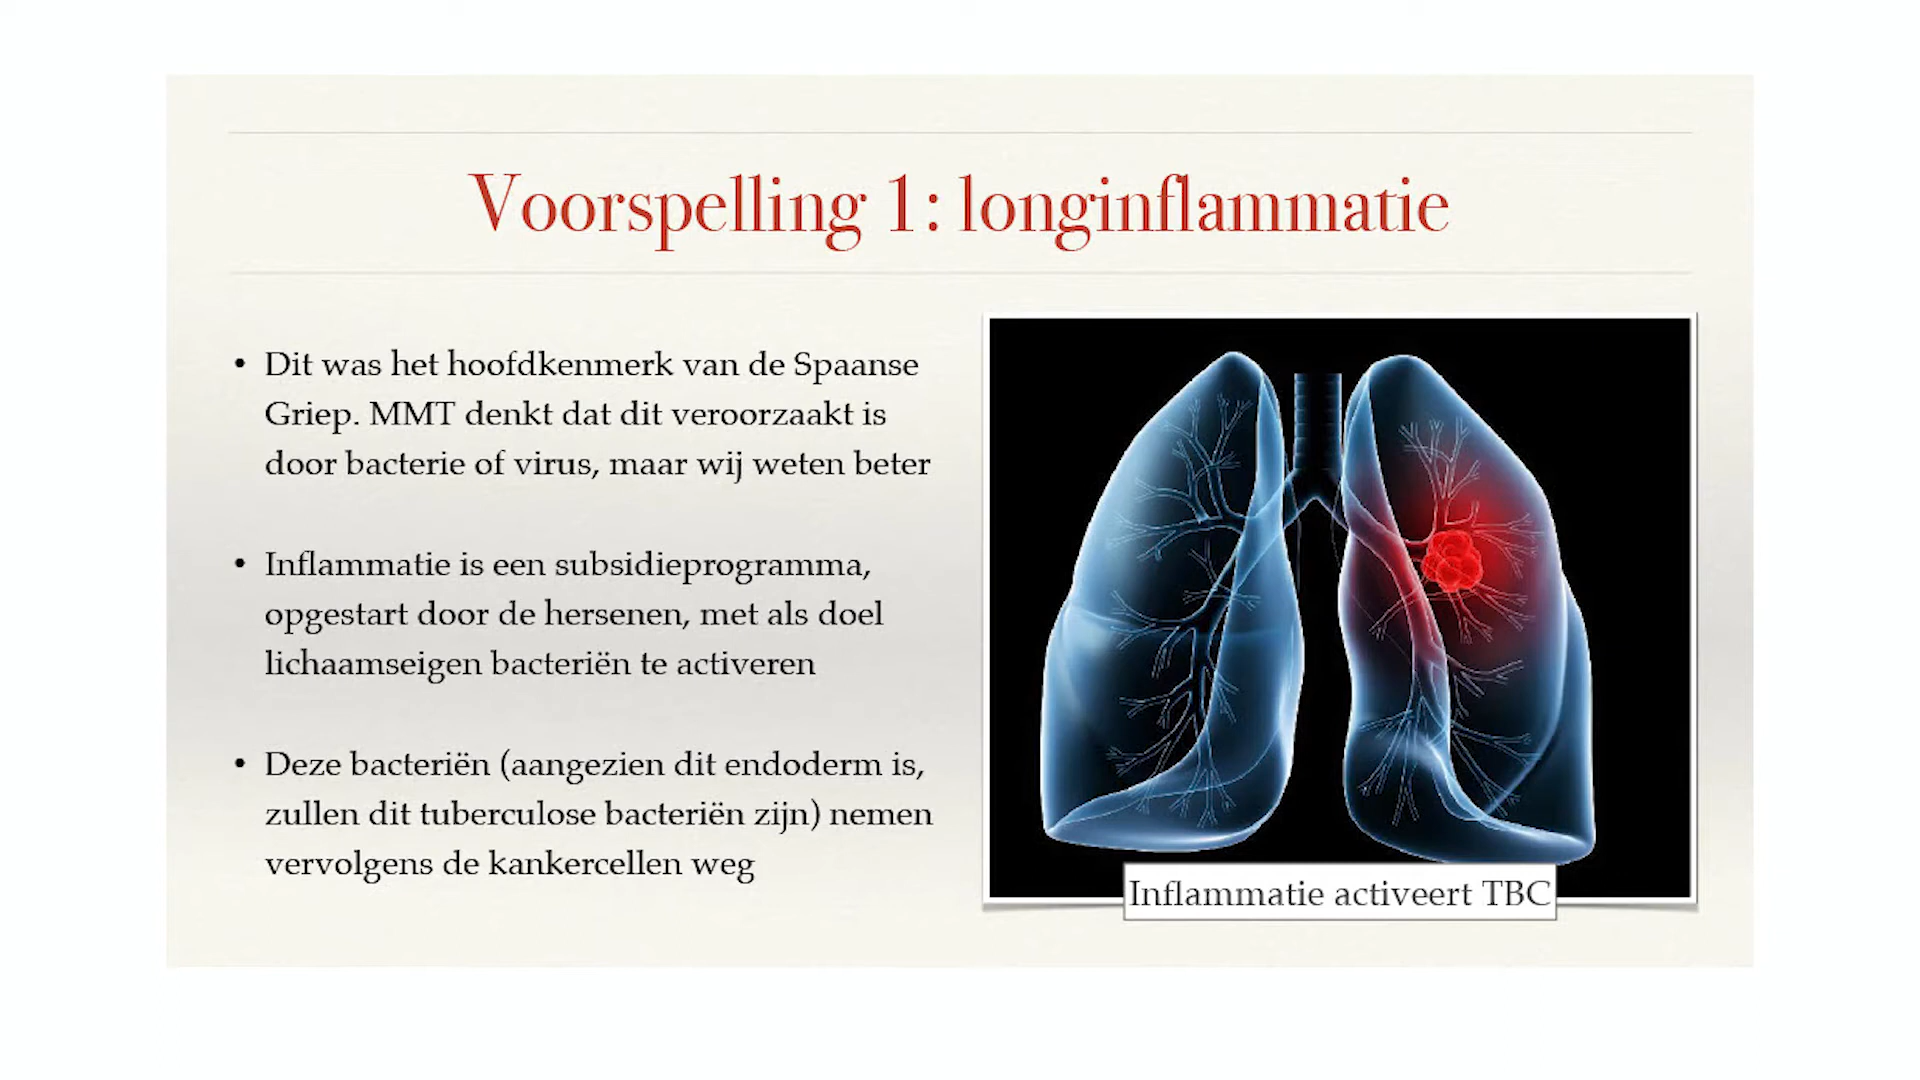 Voorspelling 1: longinflammatie
• Dit was het hoofdkenmerk van de Spaanse
Griep. MMT denkt dat dit veroorzaakt is
door bacterie of virus, maar wij weten beter
• Inflammatie is een subsidieprogramma,
opgestart door de hersenen, met als doel
lichaamseigen bacteriën te activeren
• Deze bacteriën (aangezien dit endoderm is,
zullen dit tuberculose bacteriën zijn) nemen
vervolgens de kankercellen weg
Inflammatie activeert TBC